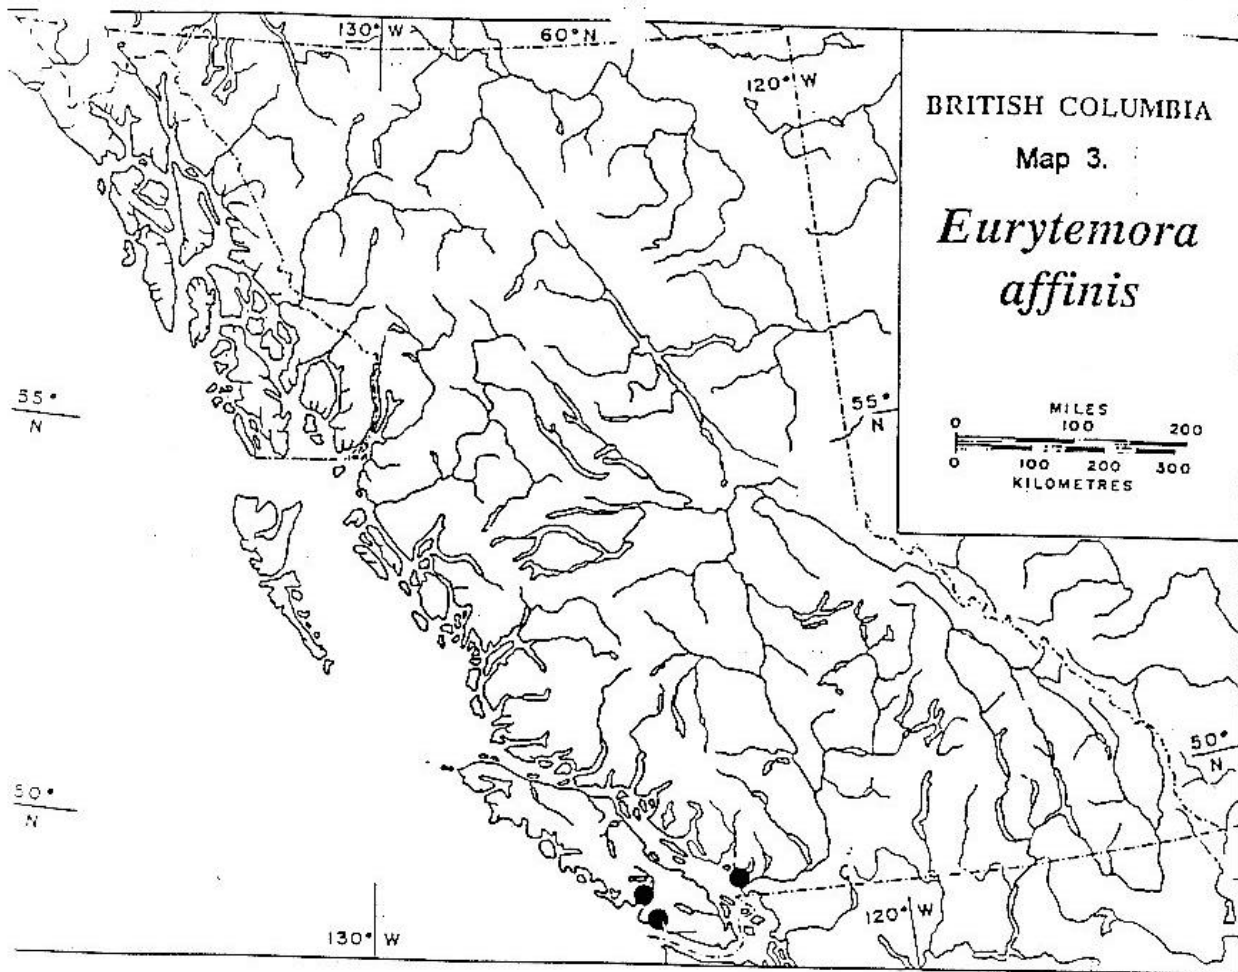 130° W
60° N
120° W
BRITISH COLUMBIA
Map 3.
Eurytemora
affinis
55°
N
55°
N
MILES
0 100 200
0 100 200 300
KILOMETRES
50°
N
50°
N
130° W
120° W